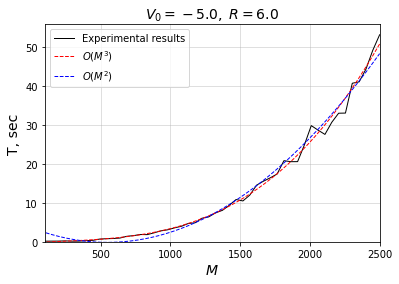 V₀ = −5.0, R = 6.0
Experimental results
O(M³)
O(M²)
T, sec
50
40
30
20
10
0
500
1000
1500
2000
2500
M